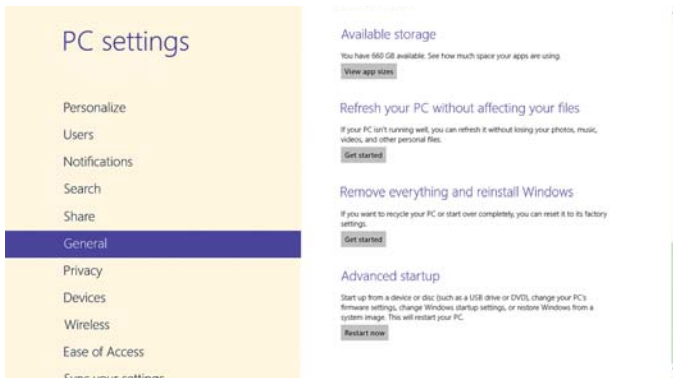 PC settings
Personalize
Users
Notifications
Search
Share
General
Privacy
Devices
Wireless
Ease of Access
Sync your settings
Available storage
You have 660 GB available. See how much space your apps are using.
View app sizes
Refresh your PC without affecting your files
If your PC isn't running well, you can refresh it without losing your photos, music,
videos, and other personal files.
Get started
Remove everything and reinstall Windows
If you want to recycle your PC or start over completely, you can reset it to its factory
settings.
Get started
Advanced startup
Start up from a device or disc (such as a USB drive or DVD), change your PC's
firmware settings, change Windows startup settings, or restore Windows from a
system image. This will restart your PC.
Restart now